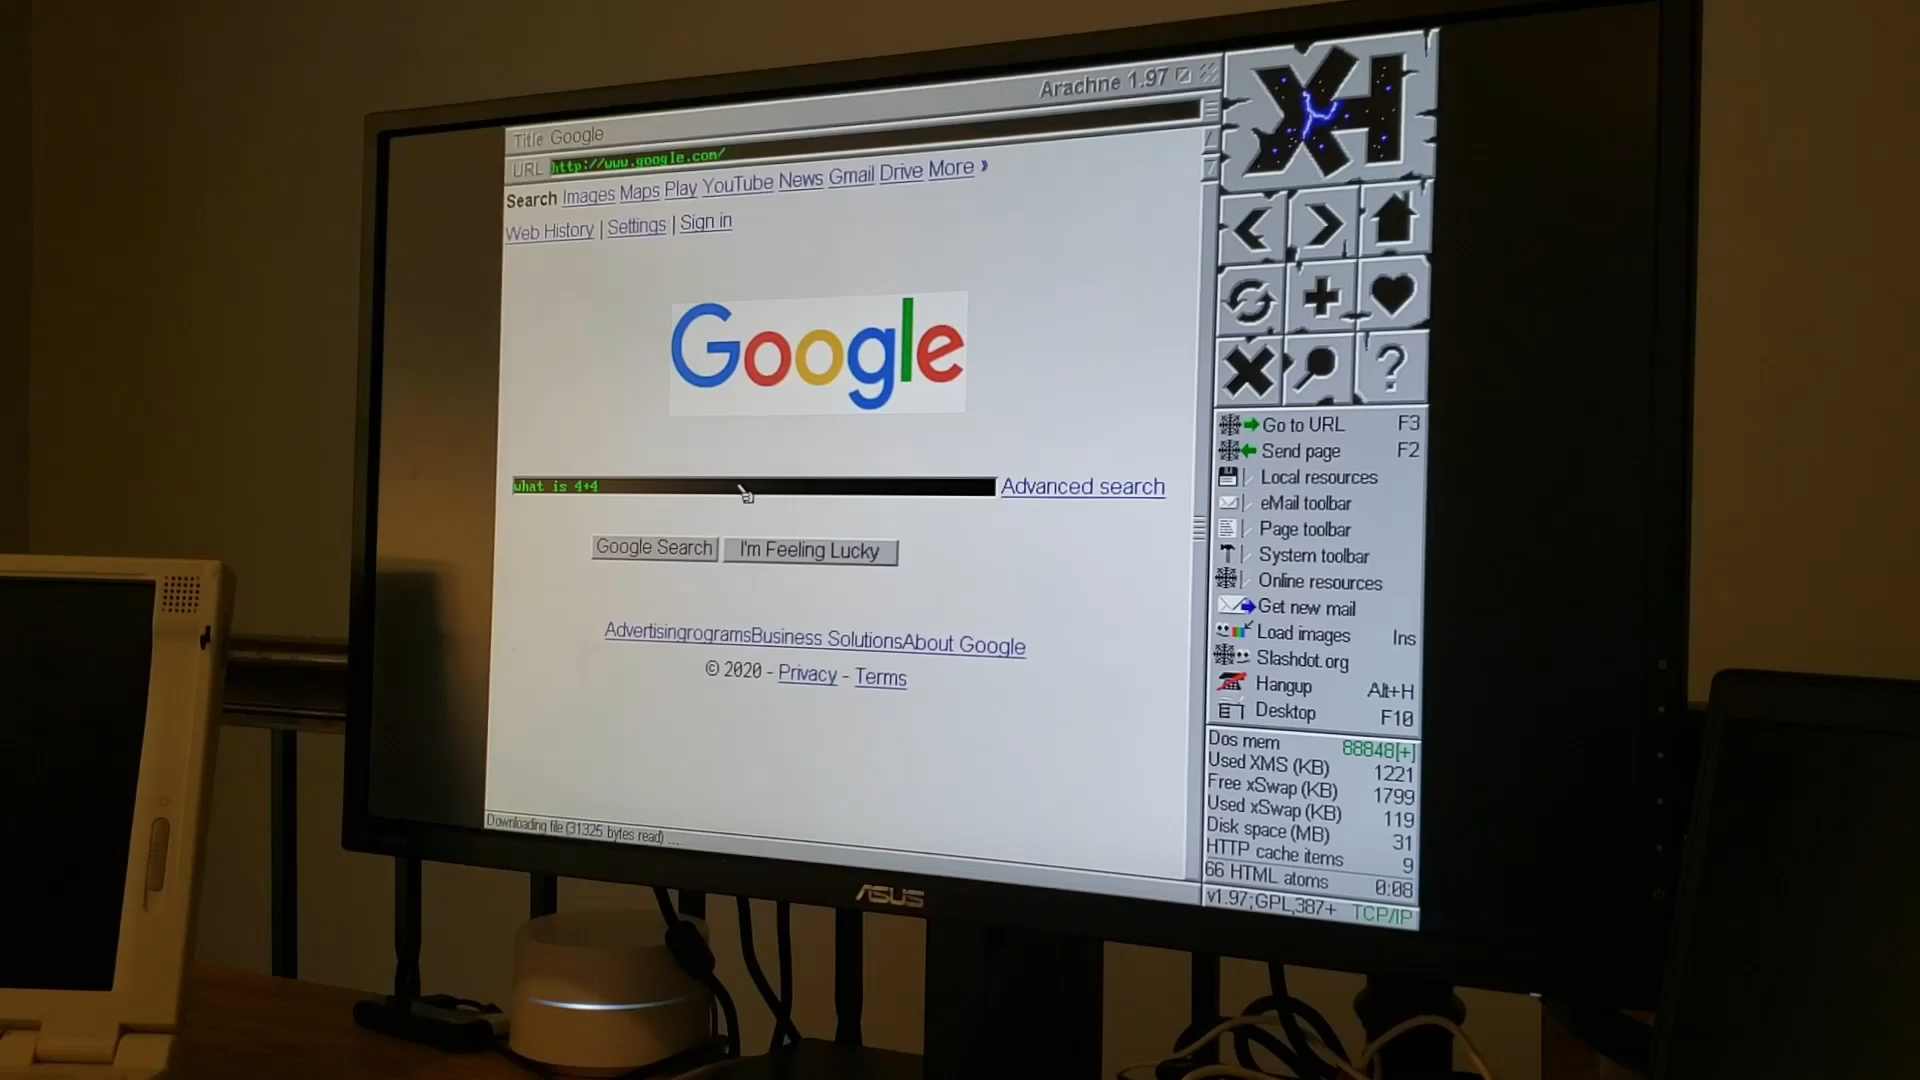 Arachne 1.97
Title Google
URL http://www.google.com/
Search Images Maps Play YouTube News Gmail Drive More »
Web History | Settings | Sign in
Google
what is 4+4
Advanced search
Google Search I'm Feeling Lucky
AdvertisingrogramsBusiness SolutionsAbout Google
© 2020 - Privacy - Terms
Downloading file (31325 bytes read) ...
XH
?
Go to URL F3
Send page F2
Local resources
eMail toolbar
Page toolbar
System toolbar
Online resources
Get new mail
Load images Ins
Slashdot.org
Hangup Alt+H
Desktop F10
Dos mem 88848[+]
Used XMS (KB) 1221
Free xSwap (KB) 1799
Used xSwap (KB) 119
Disk space (MB) 31
HTTP cache items 9
66 HTML atoms 0:08
v1.97;GPL,387+ TCP/IP
ASUS